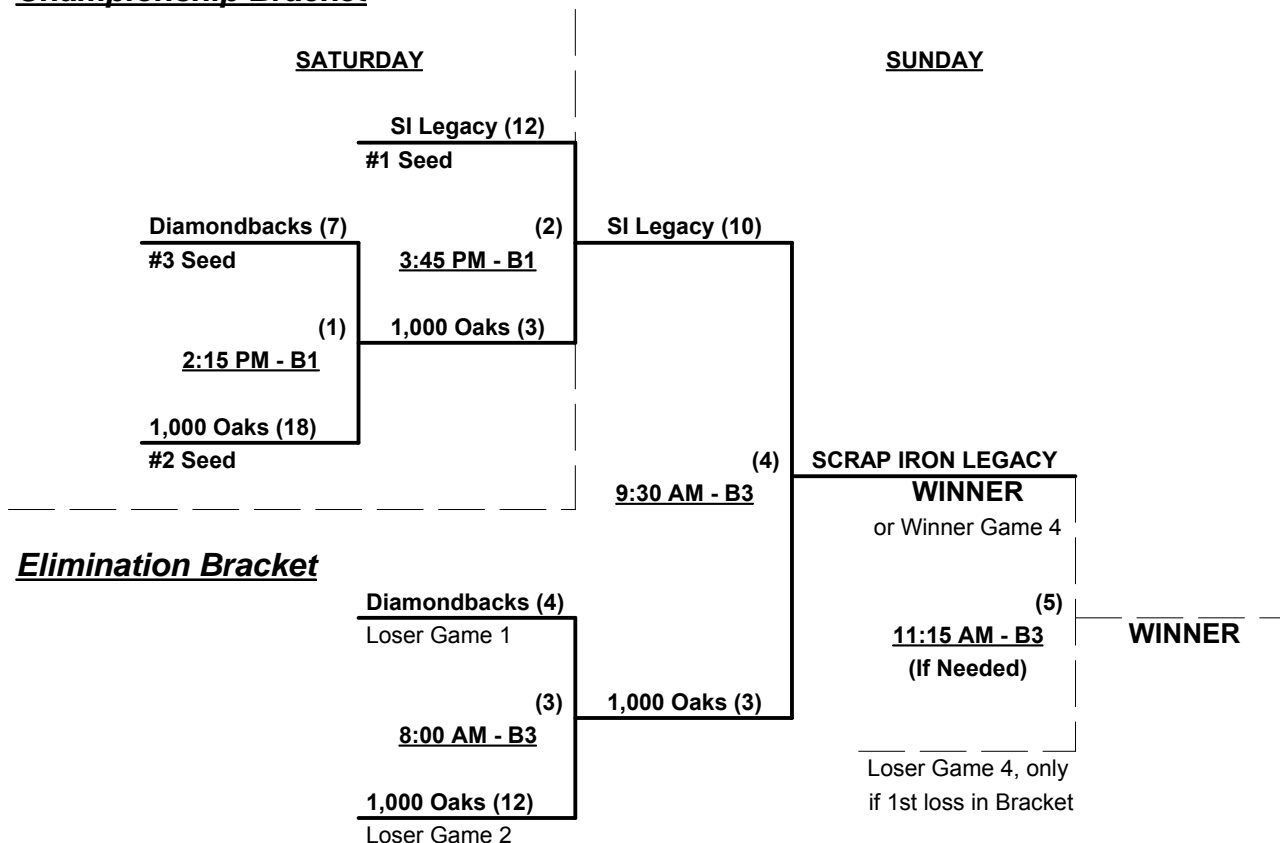 Championship Bracket
SATURDAY
SUNDAY
SI Legacy (12)
#1 Seed
Diamondbacks (7)
(2)
SI Legacy (10)
#3 Seed
3:45 PM - B1
(1)
1,000 Oaks (3)
2:15 PM - B1
1,000 Oaks (18)
#2 Seed
(4)
SCRAP IRON LEGACY
9:30 AM - B3
WINNER
or Winner Game 4
Elimination Bracket
Diamondbacks (4)
Loser Game 1
(5)
11:15 AM - B3
WINNER
(If Needed)
(3)
1,000 Oaks (3)
8:00 AM - B3
Loser Game 4, only
if 1st loss in Bracket
1,000 Oaks (12)
Loser Game 2